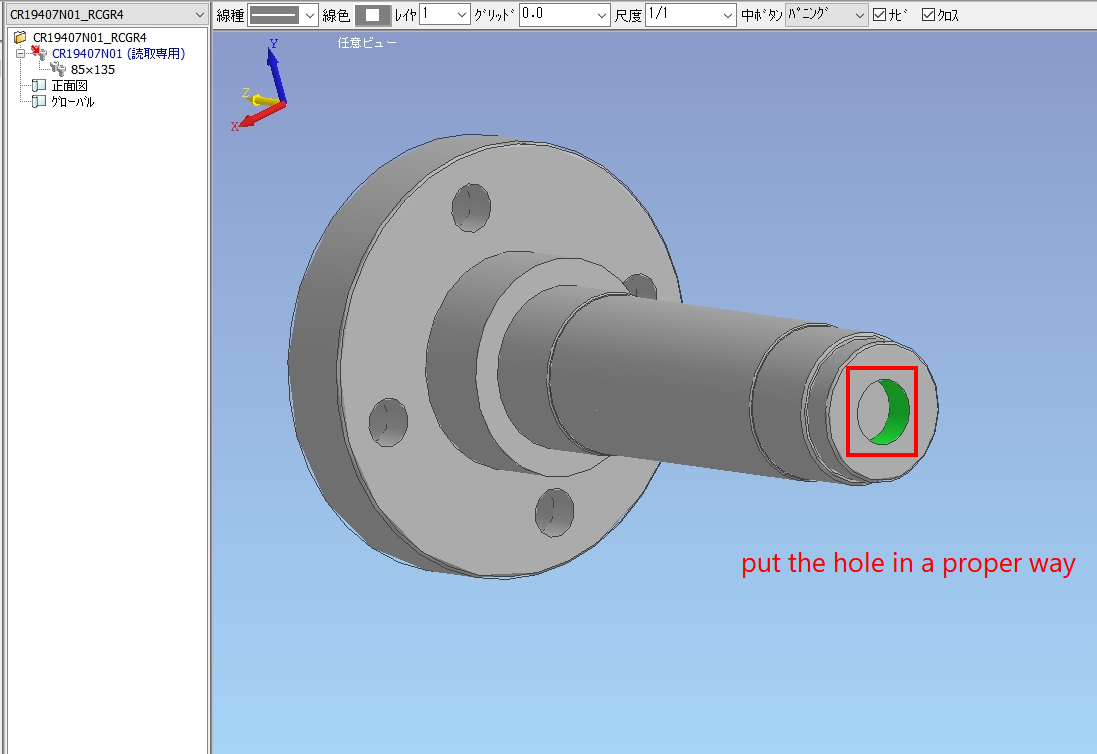 CR19407N01_RCGR4
線種
線色
ﾚｲﾔ 1
ｸﾞﾘｯﾄﾞ 0.0
尺度 1/1
中ﾎﾞﾀﾝ ﾊﾟﾆﾝｸﾞ
ﾅﾋﾞ
ｸﾛｽ
CR19407N01_RCGR4
CR19407N01 (読取専用)
85×135
正面図
ｸﾞﾛｰﾊﾞﾙ
任意ビュー
Y
Z
X
put the hole in a proper way